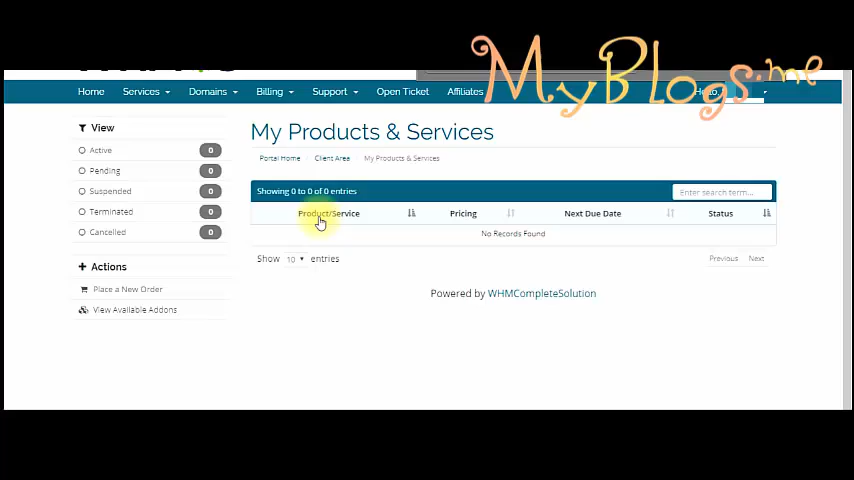 MyBlogs.me
Home Services Domains Billing Support Open Ticket Affiliates Hello,
View
Active 0
Pending 0
Suspended 0
Terminated 0
Cancelled 0
Actions
Place a New Order
View Available Addons
My Products & Services
Portal Home Client Area My Products & Services
Showing 0 to 0 of 0 entries Enter search term...
Product/Service Pricing Next Due Date Status
No Records Found
Show 10 entries Previous Next
Powered by WHMCompleteSolution